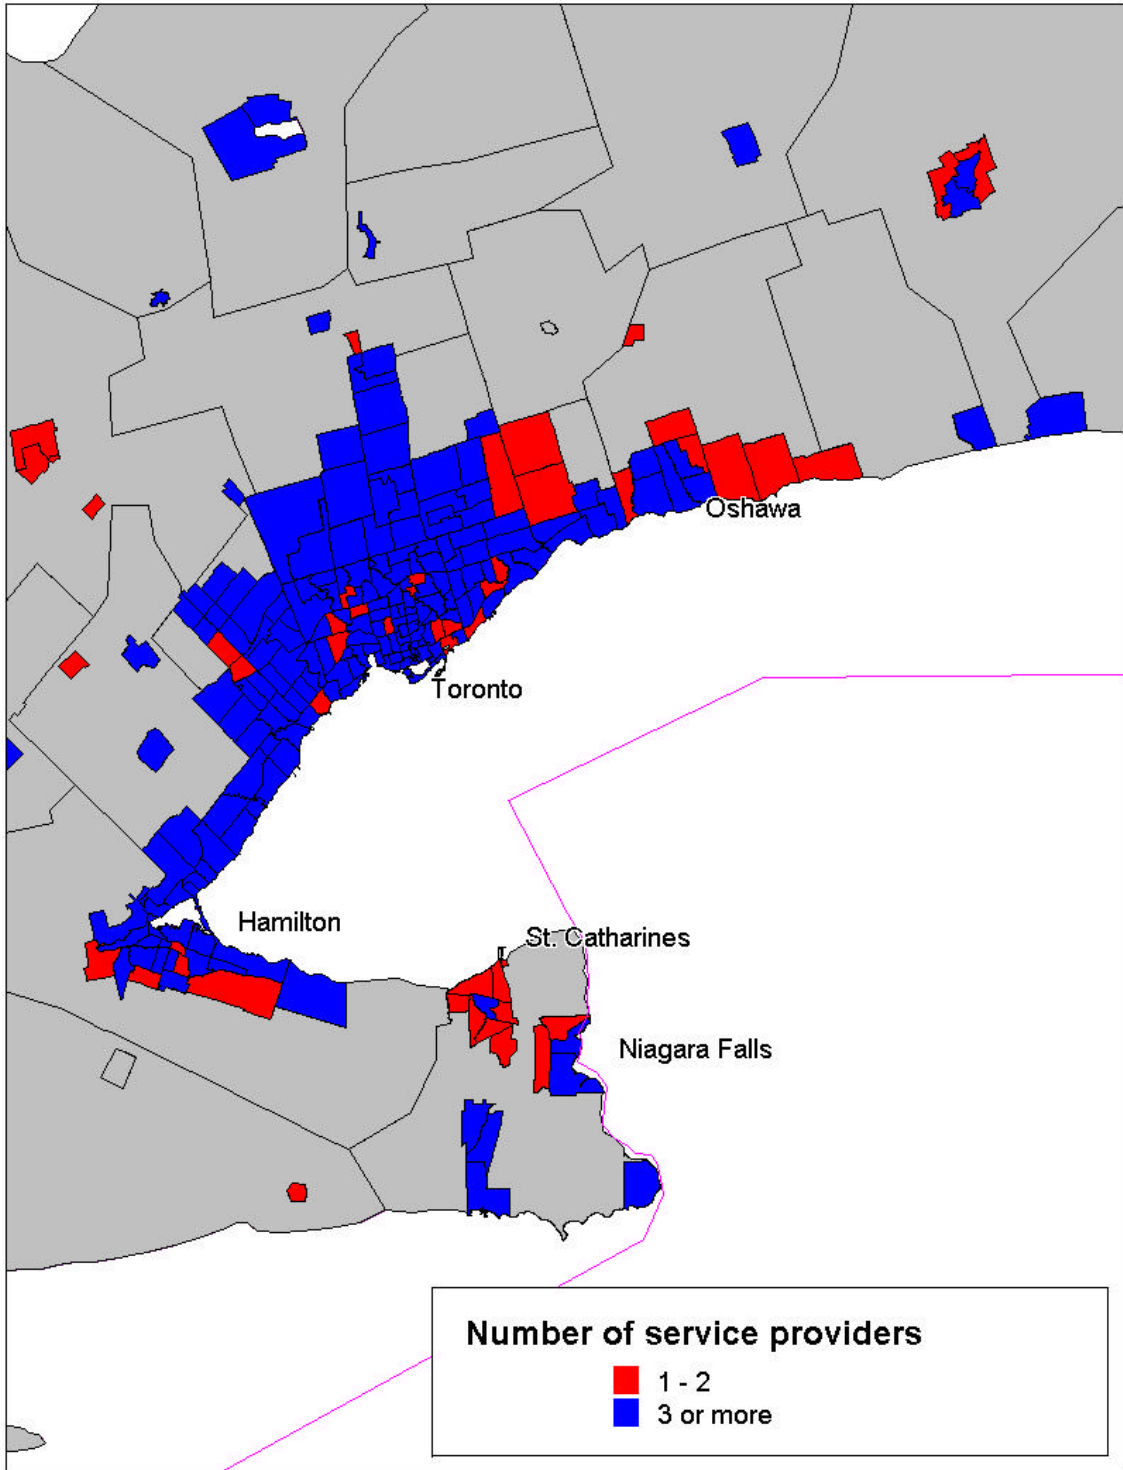 Oshawa
Toronto
Hamilton
St. Catharines
Niagara Falls
Number of service providers
1 - 2
3 or more